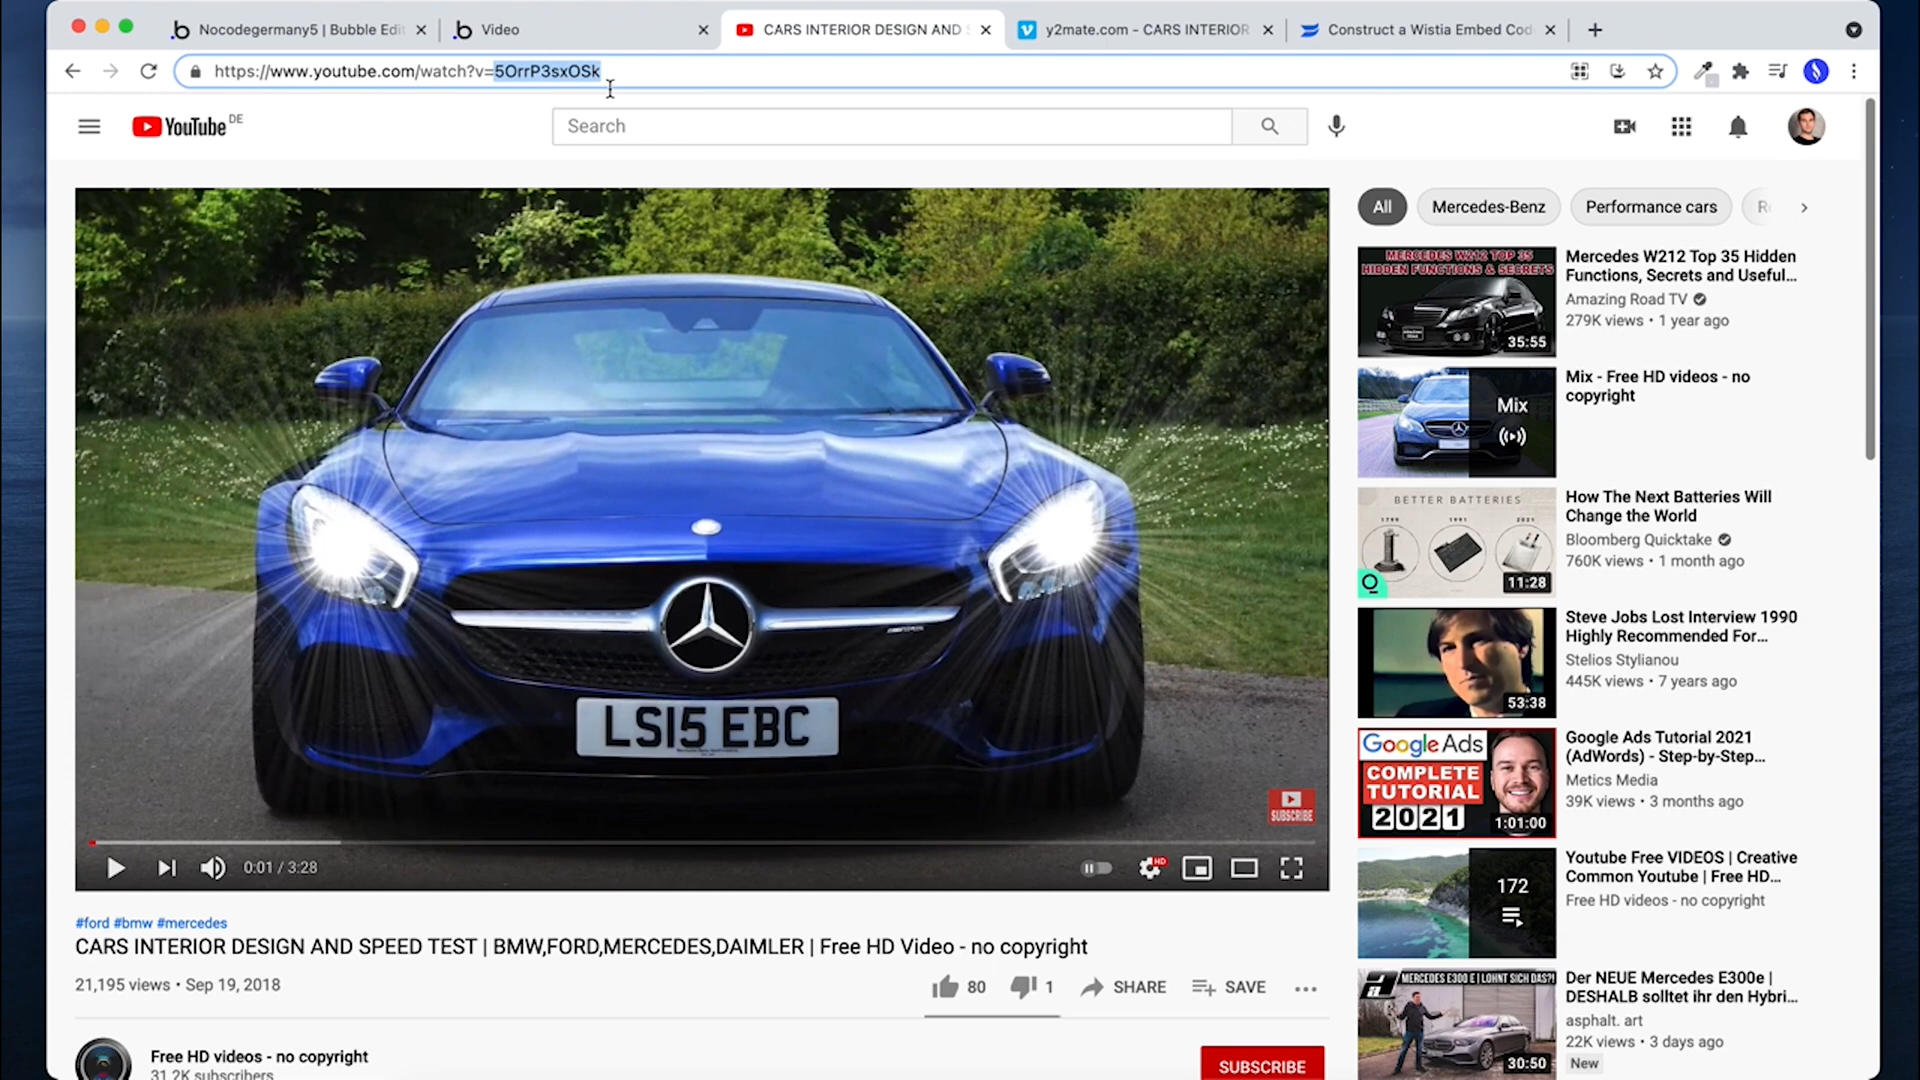 Nocodegermany5 | Bubble Edit
Video
CARS INTERIOR DESIGN AND S
y2mate.com - CARS INTERIOR
Construct a Wistia Embed Cod
https://www.youtube.com/watch?v=5OrrP3sxOSk
YouTube DE
Search
All
Mercedes-Benz
Performance cars
MERCEDES W212 TOP 35
HIDDEN FUNCTIONS & SECRETS
35:55
Mercedes W212 Top 35 Hidden
Functions, Secrets and Useful...
Amazing Road TV
279K views • 1 year ago
Mix
Mix - Free HD videos - no
copyright
BETTER BATTERIES
1799
1991
2021
11:28
How The Next Batteries Will
Change the World
Bloomberg Quicktake
760K views • 1 month ago
53:38
Steve Jobs Lost Interview 1990
Highly Recommended For...
Stelios Stylianou
445K views • 7 years ago
Google Ads
COMPLETE
TUTORIAL
2021
1:01:00
Google Ads Tutorial 2021
(AdWords) - Step-by-Step...
Metics Media
39K views • 3 months ago
172
Youtube Free VIDEOS | Creative
Common Youtube | Free HD...
Free HD videos - no copyright
MERCEDES E300 E | LOHNT SICH DAS?!
30:50
Der NEUE Mercedes E300e |
DESHALB solltet ihr den Hybri...
asphalt. art
22K views • 3 days ago
New
LS15 EBC
SUBSCRIBE
0:01 / 3:28
HD
#ford #bmw #mercedes
CARS INTERIOR DESIGN AND SPEED TEST | BMW,FORD,MERCEDES,DAIMLER | Free HD Video - no copyright
21,195 views • Sep 19, 2018
80
1
SHARE
SAVE
Free HD videos - no copyright
31.2K subscribers
SUBSCRIBE